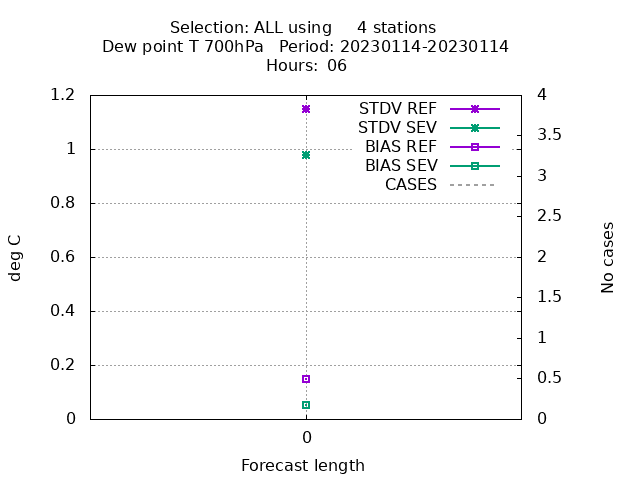 Selection: ALL using     4 stations
Dew point T 700hPa   Period: 20230114-20230114
Hours:  06
STDV REF
STDV SEV
BIAS REF
BIAS SEV
CASES
1.2
1
0.8
0.6
0.4
0.2
0
deg C
4
3.5
3
2.5
2
1.5
1
0.5
0
No cases
0
Forecast length